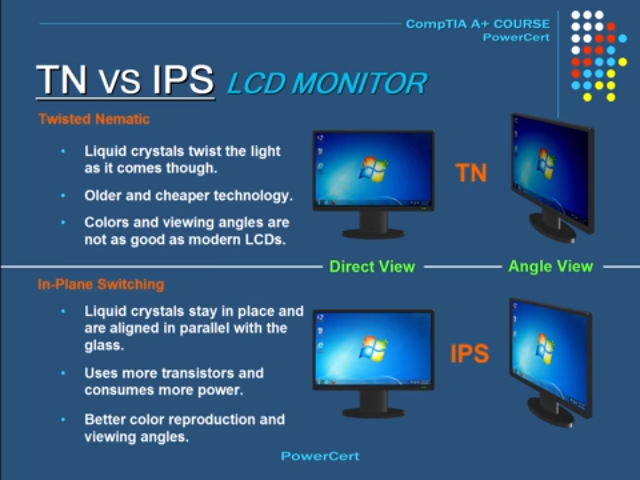 CompTIA A+ COURSE
PowerCert
TN VS IPS LCD MONITOR
Twisted Nematic
• Liquid crystals twist the light
as it comes though.
• Older and cheaper technology.
• Colors and viewing angles are
not as good as modern LCDs.
TN
Direct View
Angle View
In-Plane Switching
• Liquid crystals stay in place and
are aligned in parallel with the
glass.
• Uses more transistors and
consumes more power.
• Better color reproduction and
viewing angles.
IPS
PowerCert